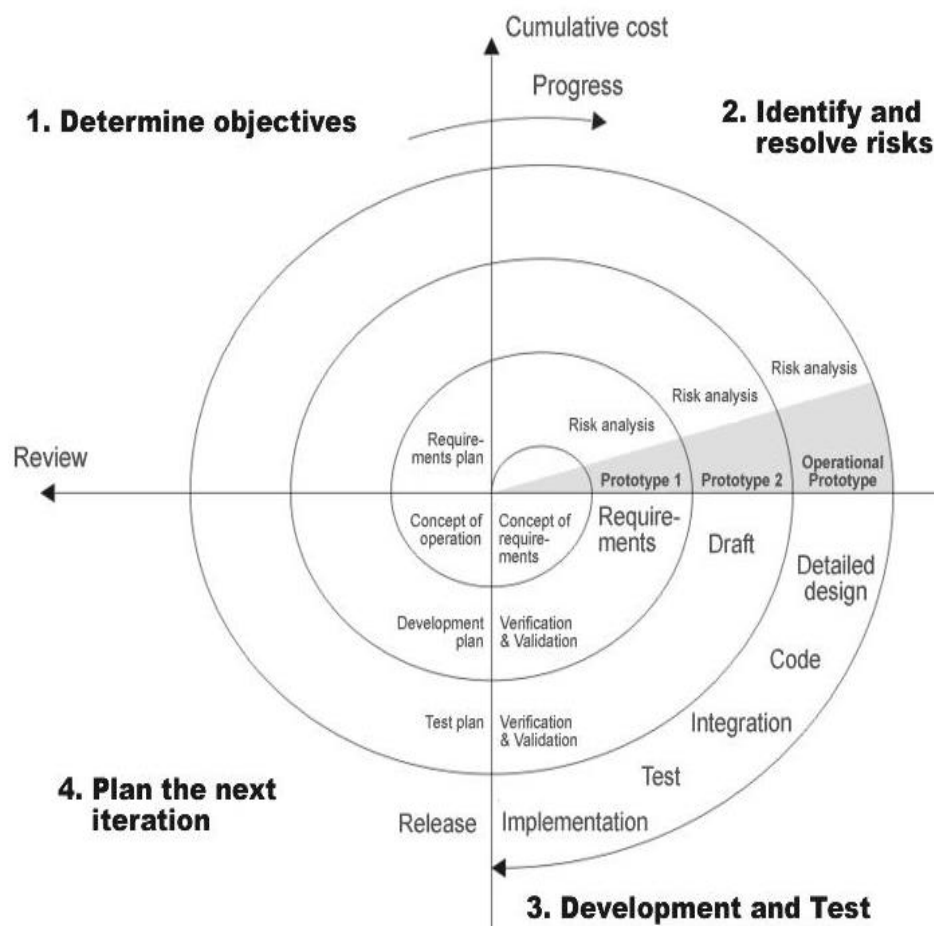 Cumulative cost
Progress
1. Determine objectives
2. Identify and
resolve risks
Risk analysis
Risk analysis
Risk analysis
Require-
ments plan
Review
Prototype 1
Prototype 2
Operational
Prototype
Concept of
operation
Concept of
require-
ments
Require-
ments
Draft
Detailed
design
Development
plan
Verification
& Validation
Code
Test plan
Verification
& Validation
Integration
Test
4. Plan the next
iteration
Release
Implementation
3. Development and Test